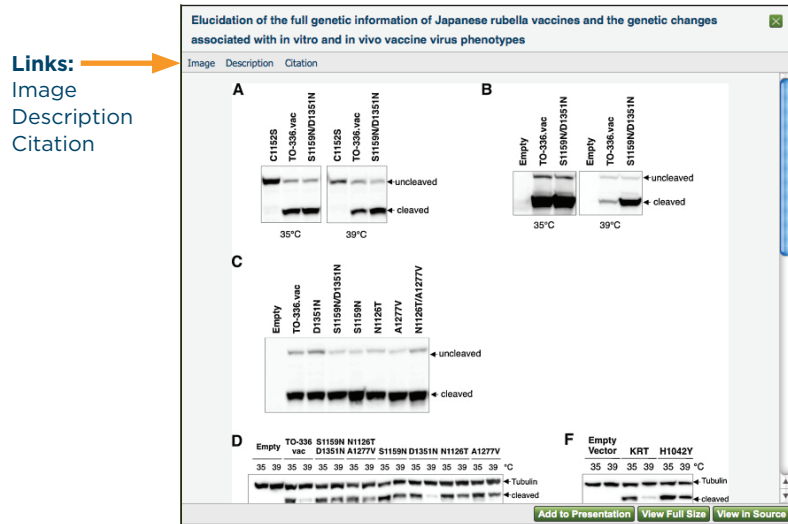 Elucidation of the full genetic information of Japanese rubella vaccines and the genetic changes
associated with in vitro and in vivo vaccine virus phenotypes
Links:
Image
Description
Citation
Image Description Citation
A
C1152S
TO-336.vac
S1159N/D1351N
C1152S
TO-336.vac
S1159N/D1351N
uncleaved
cleaved
35°C
39°C
B
Empty
TO-336.vac
S1159N/D1351N
Empty
TO-336.vac
S1159N/D1351N
uncleaved
cleaved
35°C
39°C
C
Empty
TO-336.vac
D1351N
S1159N/D1351N
S1159N
N1126T
A1277V
N1126T/A1277V
uncleaved
cleaved
D
Empty
TO-336
vac
S1159N
D1351N
N1126T
A1277V
S1159N
D1351N
N1126T
A1277V
35 39 35 39 35 39 35 39 35 39 35 39 35 39 35 39 °C
Tubulin
cleaved
F
Empty
Vector
KRT
H1042Y
35 39 35 39 35 39 °C
Tubulin
cleaved
Add to Presentation
View Full Size
View in Source